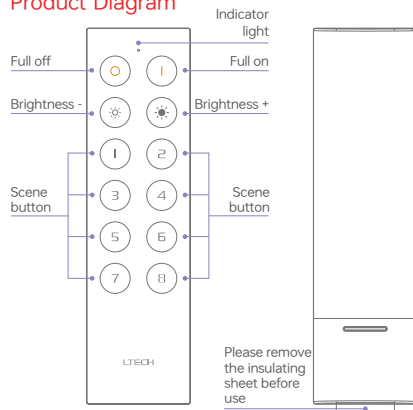 Product Diagram
Indicator
light
Full off
Full on
Brightness -
Brightness +
1
2
Scene
button
3
4
Scene
button
5
6
7
8
LTECH
Please remove
the insulating
sheet before
use